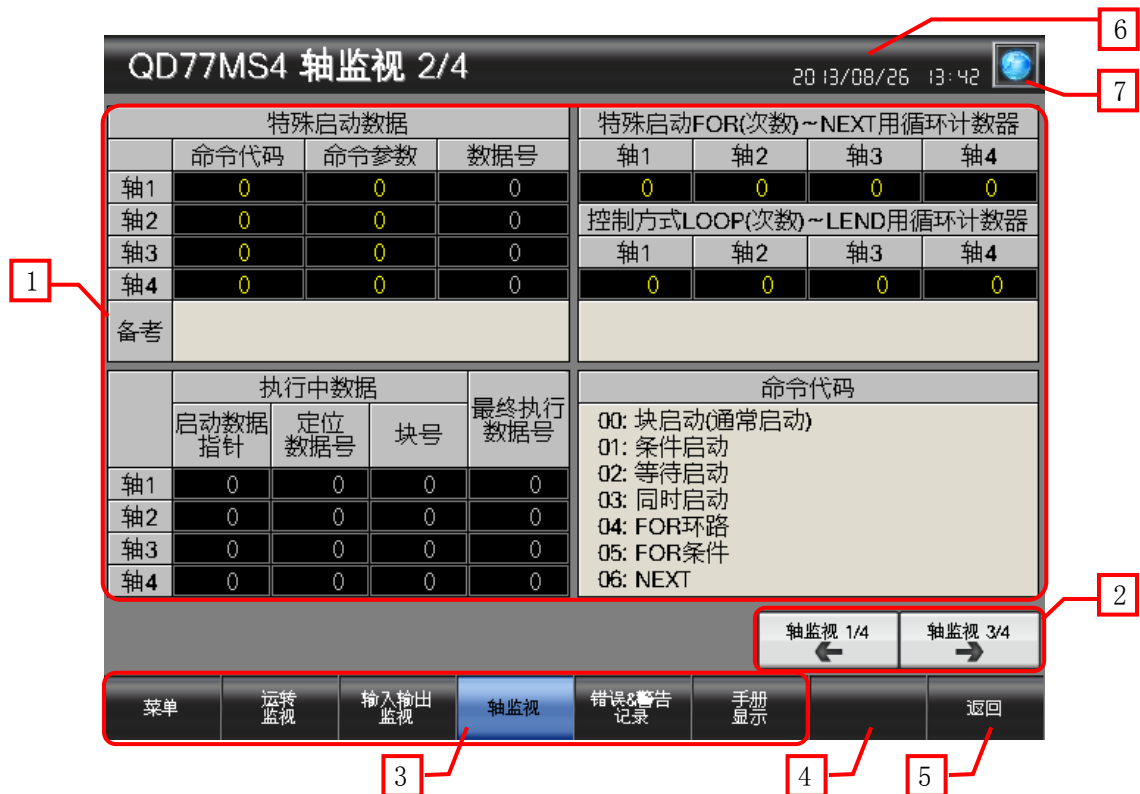 6
QD77MS4 轴监视 2/4
2013/08/26 13:42
7
特殊启动数据
命令代码 命令参数 数据号
轴1 0 0 0
轴2 0 0 0
轴3 0 0 0
轴4 0 0 0
备考
特殊启动FOR(次数)~NEXT用循环计数器
轴1 轴2 轴3 轴4
0 0 0 0
控制方式LOOP(次数)~LEND用循环计数器
轴1 轴2 轴3 轴4
0 0 0 0
1
执行中数据 最终执行
数据号
启动数据
指针
定位
数据号
块号
轴1 0 0 0 0
轴2 0 0 0 0
轴3 0 0 0 0
轴4 0 0 0 0
命令代码
00: 块启动(通常启动)
01: 条件启动
02: 等待启动
03: 同时启动
04: FOR环路
05: FOR条件
06: NEXT
2
轴监视 1/4
轴监视 3/4
菜单
运转
监视
输入输出
监视
轴监视
错误&警告
记录
手册
显示
返回
3
4
5